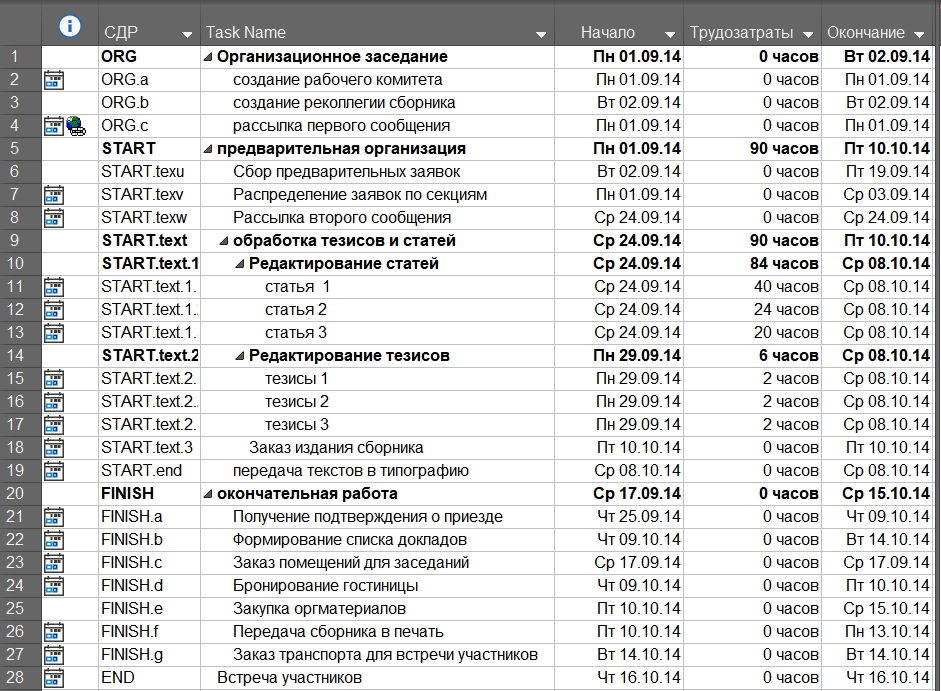 СДР Task Name Начало Трудозатраты Окончание
1 ORG Организационное заседание Пн 01.09.14 0 часов Вт 02.09.14
2 ORG.a создание рабочего комитета Пн 01.09.14 0 часов Пн 01.09.14
3 ORG.b создание рекоплегии сборника Вт 02.09.14 0 часов Вт 02.09.14
4 ORG.c рассылка первого сообщения Пн 01.09.14 0 часов Пн 01.09.14
5 START предварительная организация Пн 01.09.14 90 часов Пт 10.10.14
6 START.texu Сбор предварительных заявок Вт 02.09.14 0 часов Пт 19.09.14
7 START.texv Распределение заявок по секциям Пн 01.09.14 0 часов Ср 03.09.14
8 START.texw Рассылка второго сообщения Ср 24.09.14 0 часов Ср 24.09.14
9 START.text обработка тезисов и статей Ср 24.09.14 90 часов Пт 10.10.14
10 START.text.1 Редактирование статей Ср 24.09.14 84 часов Ср 08.10.14
11 START.text.1. статья 1 Ср 24.09.14 40 часов Ср 08.10.14
12 START.text.1. статья 2 Ср 24.09.14 24 часов Ср 08.10.14
13 START.text.1. статья 3 Ср 24.09.14 20 часов Ср 08.10.14
14 START.text.2 Редактирование тезисов Пн 29.09.14 6 часов Ср 08.10.14
15 START.text.2. тезисы 1 Пн 29.09.14 2 часов Ср 08.10.14
16 START.text.2. тезисы 2 Пн 29.09.14 2 часов Ср 08.10.14
17 START.text.2. тезисы 3 Пн 29.09.14 2 часов Ср 08.10.14
18 START.text.3 Заказ издания сборника Пт 10.10.14 0 часов Пт 10.10.14
19 START.end передача текстов в типографию Ср 08.10.14 0 часов Ср 08.10.14
20 FINISH окончательная работа Ср 17.09.14 0 часов Ср 15.10.14
21 FINISH.a Получение подтверждения о приезде Чт 25.09.14 0 часов Чт 09.10.14
22 FINISH.b Формирование списка докладов Чт 09.10.14 0 часов Вт 14.10.14
23 FINISH.c Заказ помещений для заседаний Ср 17.09.14 0 часов Ср 17.09.14
24 FINISH.d Бронирование гостиницы Чт 09.10.14 0 часов Пт 10.10.14
25 FINISH.e Закупка оргматериалов Пт 10.10.14 0 часов Ср 15.10.14
26 FINISH.f Передача сборника в печать Пт 10.10.14 0 часов Пн 13.10.14
27 FINISH.g Заказ транспорта для встречи участников Вт 14.10.14 0 часов Вт 14.10.14
28 END Встреча участников Чт 16.10.14 0 часов Чт 16.10.14